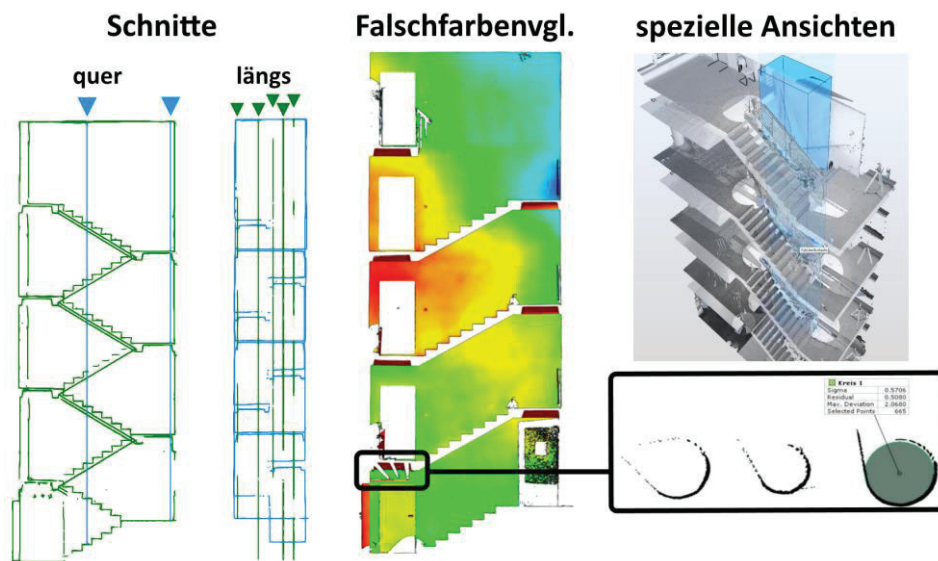 Schnitte
quer
längs
Falschfarbenvgl.
spezielle Ansichten
Kreis 1
Sigma 0.5706
Residual 0.5080
Max. Deviation 2.0680
Selected Points 665